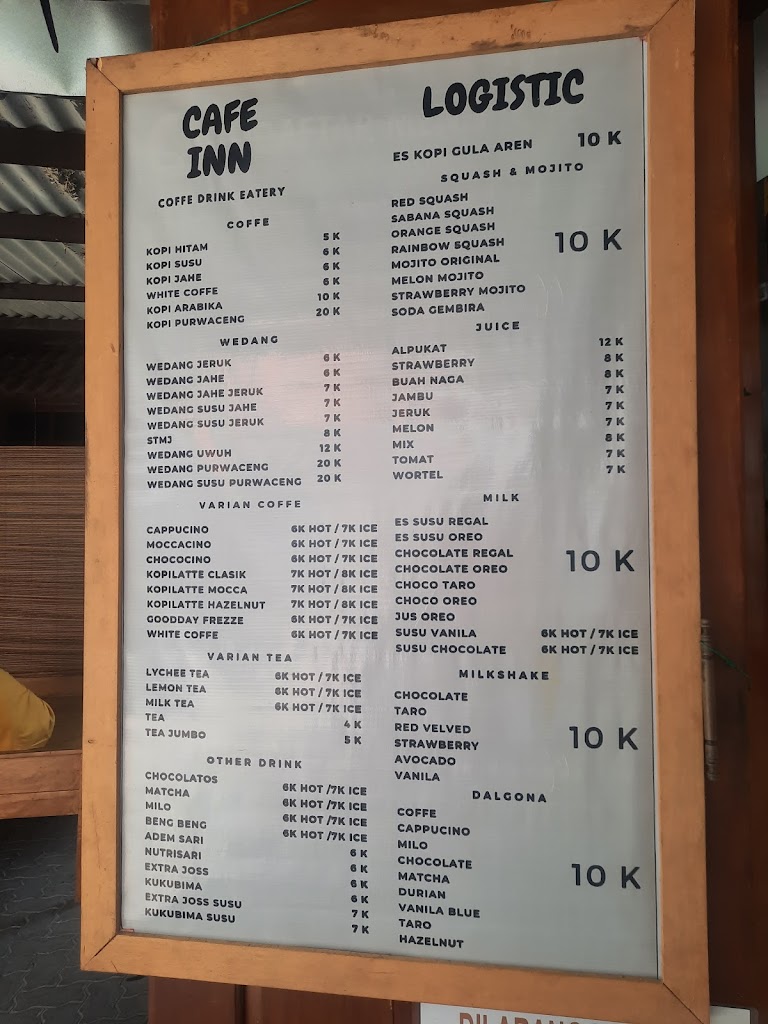 CAFE
INN
COFFE DRINK EATERY
COFFE
KOPI HITAM 5 K
KOPI SUSU 6 K
KOPI JAHE 6 K
WHITE COFFE 6 K
KOPI ARABIKA 10 K
KOPI PURWACENG 20 K
WEDANG
WEDANG JERUK 6 K
WEDANG JAHE 6 K
WEDANG JAHE JERUK 7 K
WEDANG SUSU JAHE 7 K
WEDANG SUSU JERUK 7 K
STMJ 8 K
WEDANG UWUH 12 K
WEDANG PURWACENG 20 K
WEDANG SUSU PURWACENG 20 K
VARIAN COFFE
CAPPUCINO 6K HOT / 7K ICE
MOCCACINO 6K HOT / 7K ICE
CHOCOCINO 6K HOT / 7K ICE
KOPILATTE CLASIK 7K HOT / 8K ICE
KOPILATTE MOCCA 7K HOT / 8K ICE
KOPILATTE HAZELNUT 7K HOT / 8K ICE
GOODDAY FREZZE 6K HOT / 7K ICE
WHITE COFFE 6K HOT / 7K ICE
VARIAN TEA
LYCHEE TEA 6K HOT / 7K ICE
LEMON TEA 6K HOT / 7K ICE
MILK TEA 6K HOT / 7K ICE
TEA 4 K
TEA JUMBO 5 K
OTHER DRINK
CHOCOLATOS 6K HOT /7K ICE
MATCHA 6K HOT /7K ICE
MILO 6K HOT /7K ICE
BENG BENG 6K HOT /7K ICE
ADEM SARI 6 K
NUTRISARI 6 K
EXTRA JOSS 6 K
KUKUBIMA 6 K
EXTRA JOSS SUSU 7 K
KUKUBIMA SUSU 7 K
LOGISTIC
ES KOPI GULA AREN 10 K
SQUASH & MOJITO
RED SQUASH
SABANA SQUASH
ORANGE SQUASH
RAINBOW SQUASH 10 K
MOJITO ORIGINAL
MELON MOJITO
STRAWBERRY MOJITO
SODA GEMBIRA
JUICE
ALPUKAT 12 K
STRAWBERRY 8 K
BUAH NAGA 8 K
JAMBU 7 K
JERUK 7 K
MELON 7 K
MIX 8 K
TOMAT 7 K
WORTEL 7 K
MILK
ES SUSU REGAL
ES SUSU OREO
CHOCOLATE REGAL 10 K
CHOCOLATE OREO
CHOCO TARO
CHOCO OREO
JUS OREO
SUSU VANILA 6K HOT / 7K ICE
SUSU CHOCOLATE 6K HOT / 7K ICE
MILKSHAKE
CHOCOLATE
TARO
RED VELVED 10 K
STRAWBERRY
AVOCADO
VANILA
DALGONA
COFFE
CAPPUCINO
MILO
CHOCOLATE
MATCHA 10 K
DURIAN
VANILA BLUE
TARO
HAZELNUT